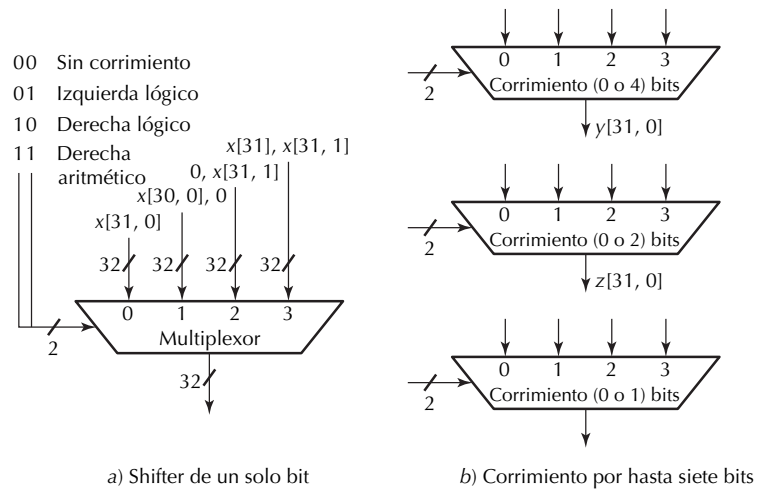 00 Sin corrimiento
01 Izquierda lógico
10 Derecha lógico
11 Derecha
aritmético
x[31], x[31, 1]
0, x[31, 1]
x[30, 0], 0
x[31, 0]
32 32 32 32
0 1 2 3
Multiplexor
2
32
a) Shifter de un solo bit
0 1 2 3
Corrimiento (0 o 4) bits
2
y[31, 0]
0 1 2 3
Corrimiento (0 o 2) bits
2
z[31, 0]
0 1 2 3
Corrimiento (0 o 1) bits
2
b) Corrimiento por hasta siete bits